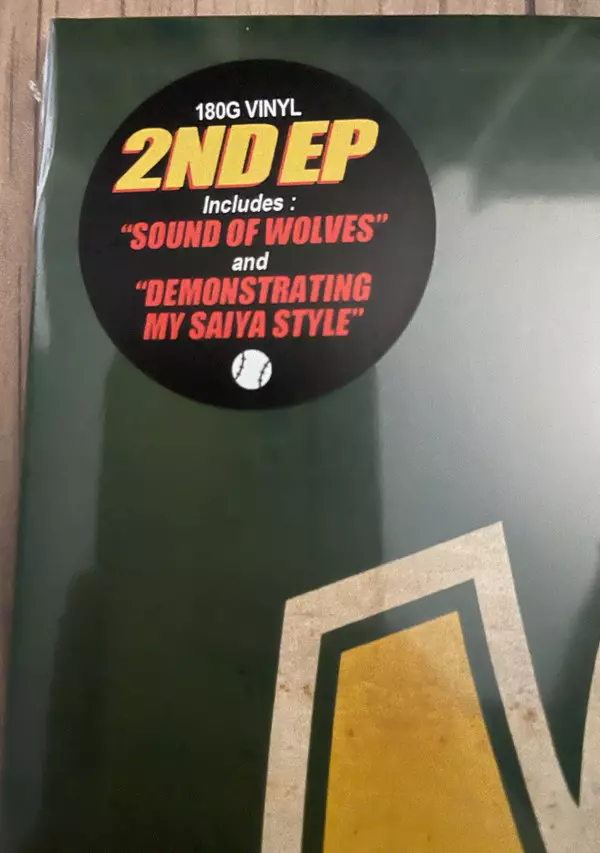 180G VINYL
2ND EP
Includes :
“SOUND OF WOLVES”
and
“DEMONSTRATING
MY SAIYA STYLE”